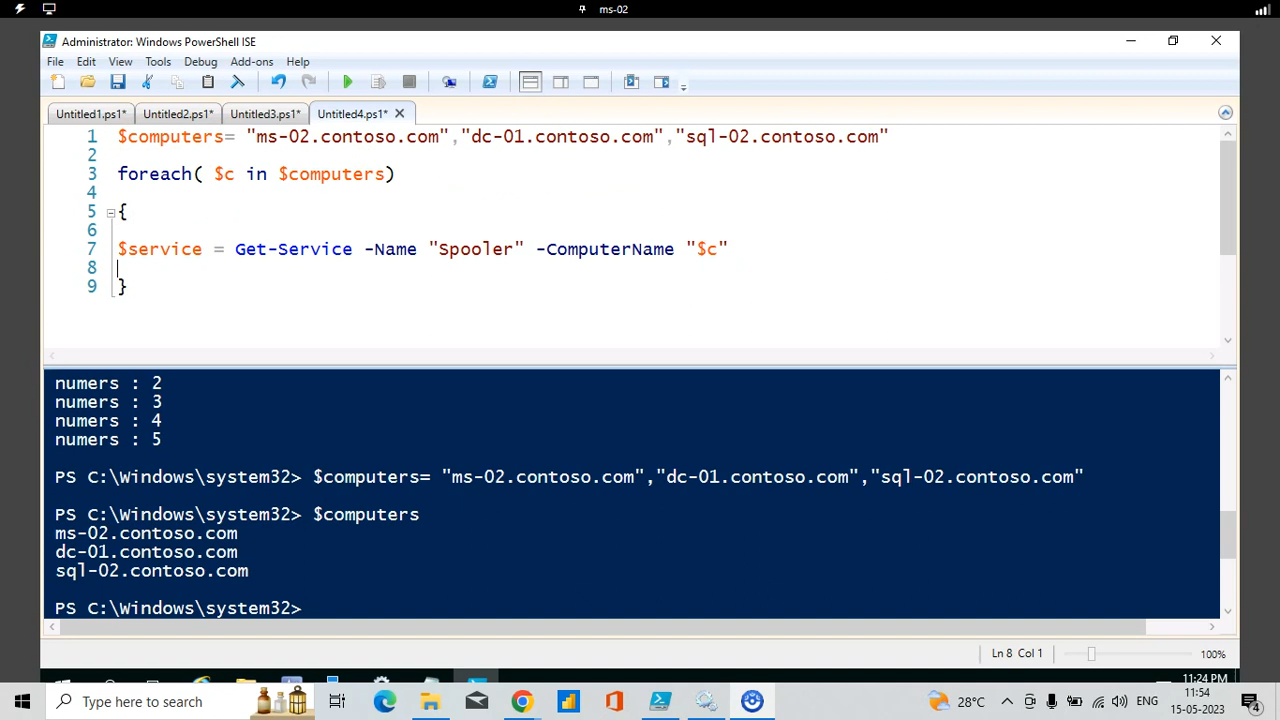 ms-02
Administrator: Windows PowerShell ISE
File Edit View Tools Debug Add-ons Help
Untitled1.ps1* Untitled2.ps1* Untitled3.ps1* Untitled4.ps1*
1 $computers= "ms-02.contoso.com","dc-01.contoso.com","sql-02.contoso.com"
2
3 foreach( $c in $computers)
4
5 {
6
7 $service = Get-Service -Name "Spooler" -ComputerName "$c"
8
9 }
numers : 2
numers : 3
numers : 4
numers : 5
PS C:\Windows\system32> $computers= "ms-02.contoso.com","dc-01.contoso.com","sql-02.contoso.com"
PS C:\Windows\system32> $computers
ms-02.contoso.com
dc-01.contoso.com
sql-02.contoso.com
PS C:\Windows\system32>
Ln 8 Col 1 100%
11:24 PM
Type here to search 28°C ENG 11:54
15-05-2023 4